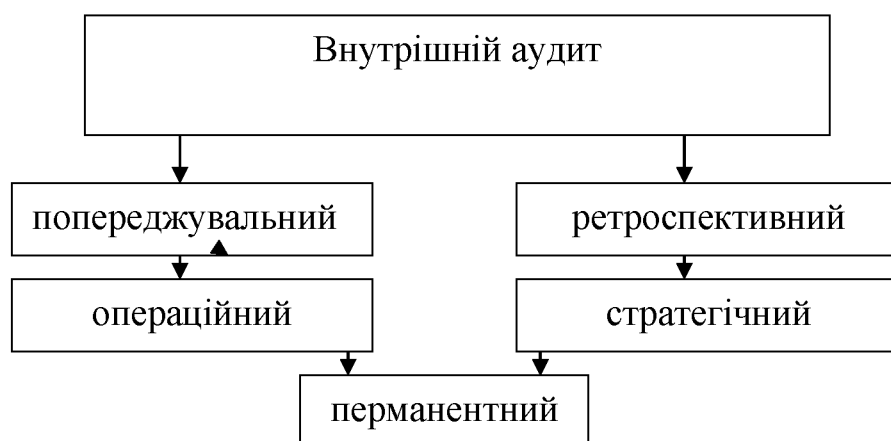 Внутрішній аудит
попереджувальний
ретроспективний
операційний
стратегічний
перманентний